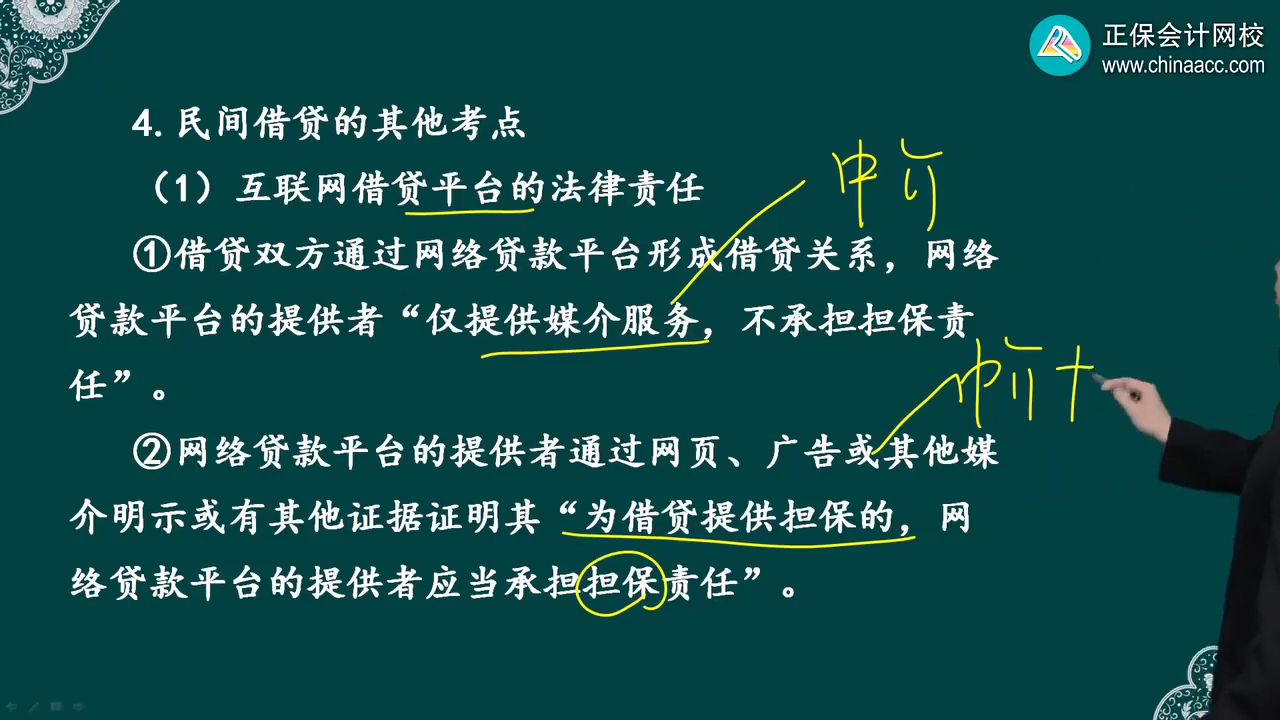 正保会计网校
www.chinaacc.com
4. 民间借贷的其他考点
（1）互联网借贷平台的法律责任
中介
①借贷双方通过网络贷款平台形成借贷关系，网络
贷款平台的提供者“仅提供媒介服务，不承担担保责
任”。
中介+
②网络贷款平台的提供者通过网页、广告或其他媒
介明示或有其他证据证明其“为借贷提供担保的，网
络贷款平台的提供者应当承担担保责任”。